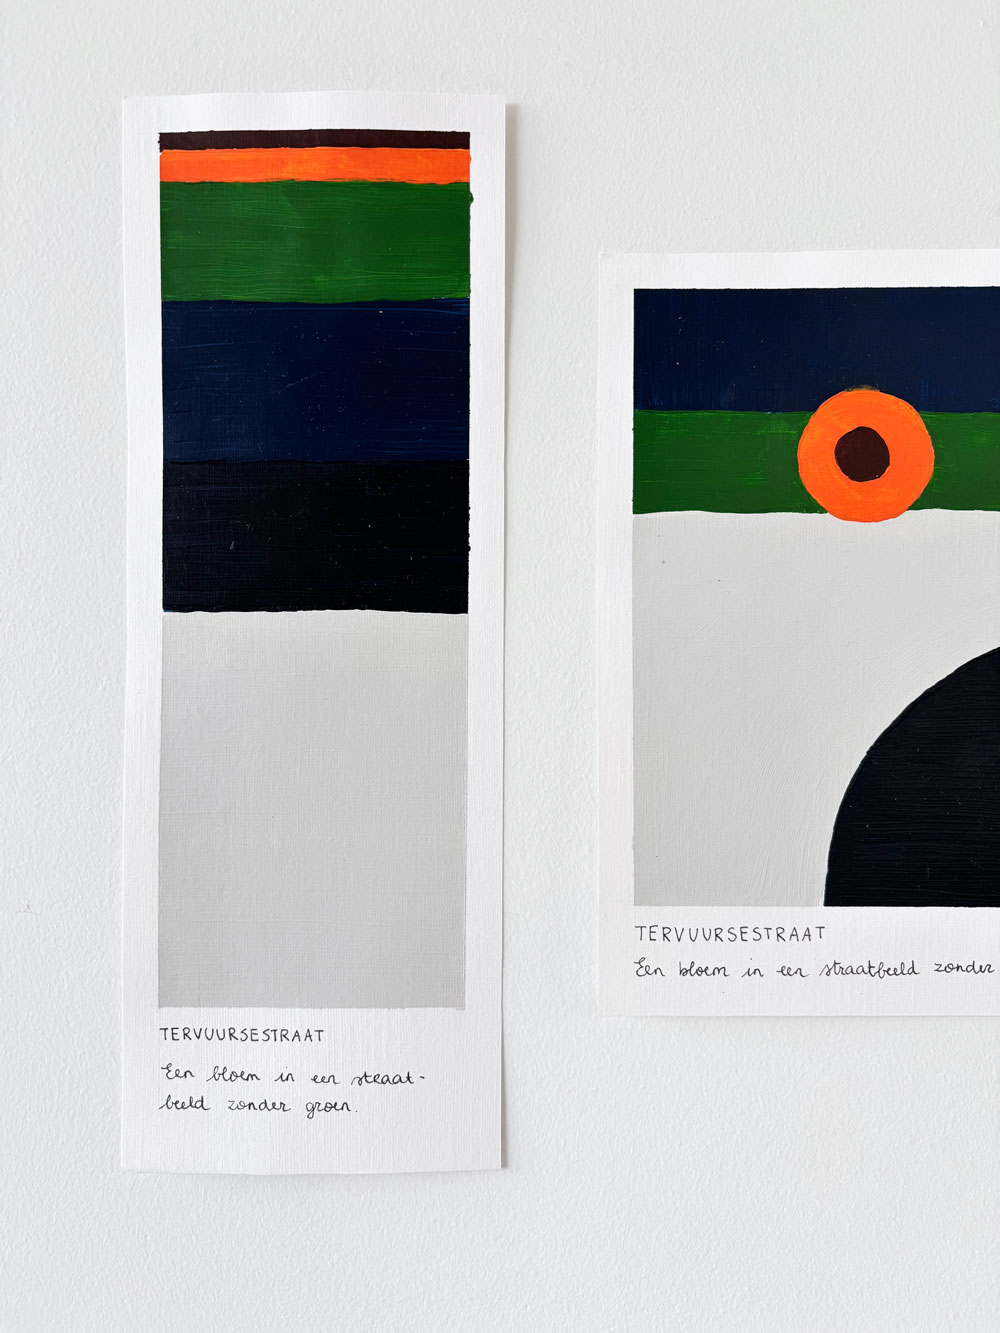 TERVUURSESTRAAT
Een bloem in een straat-
beeld zonder groen.
TERVUURSESTRAAT
Een bloem in een straatbeeld zonder